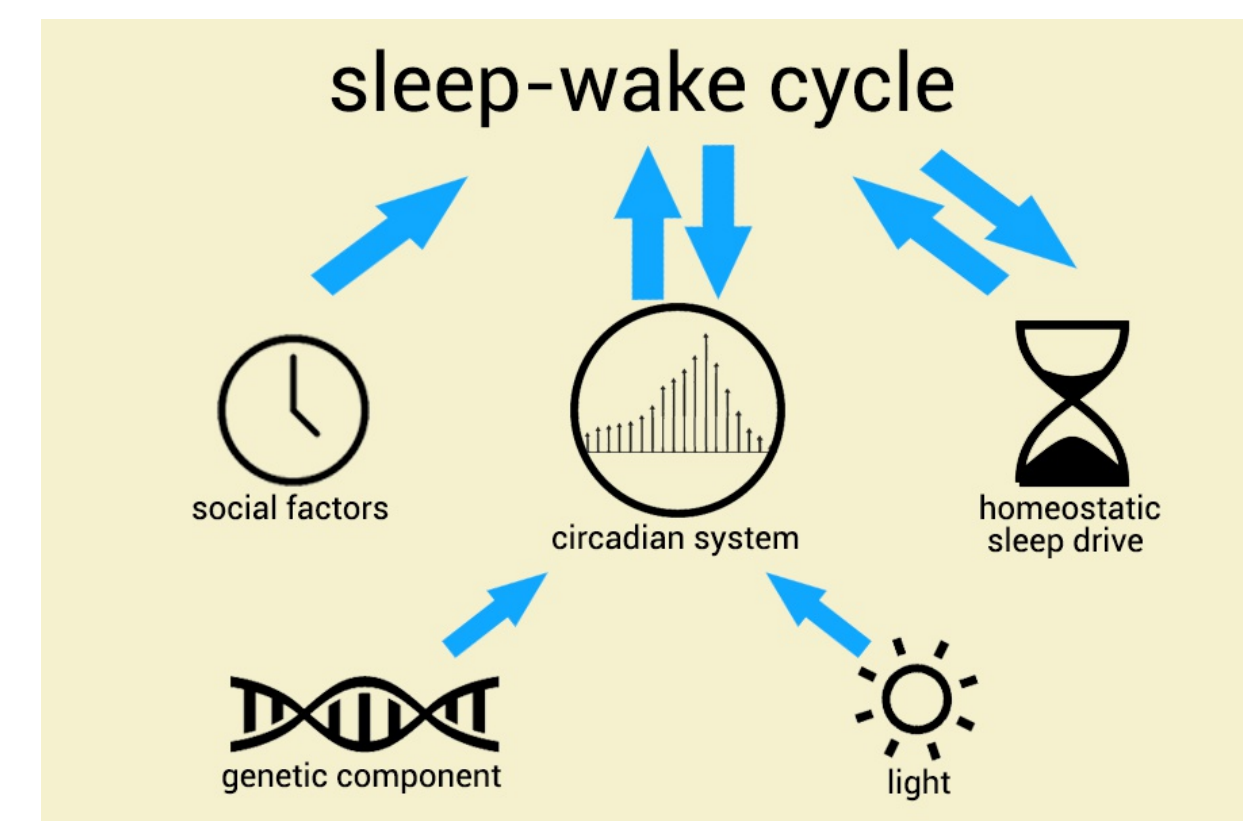 sleep-wake cycle
social factors
circadian system
homeostatic
sleep drive
genetic component
light